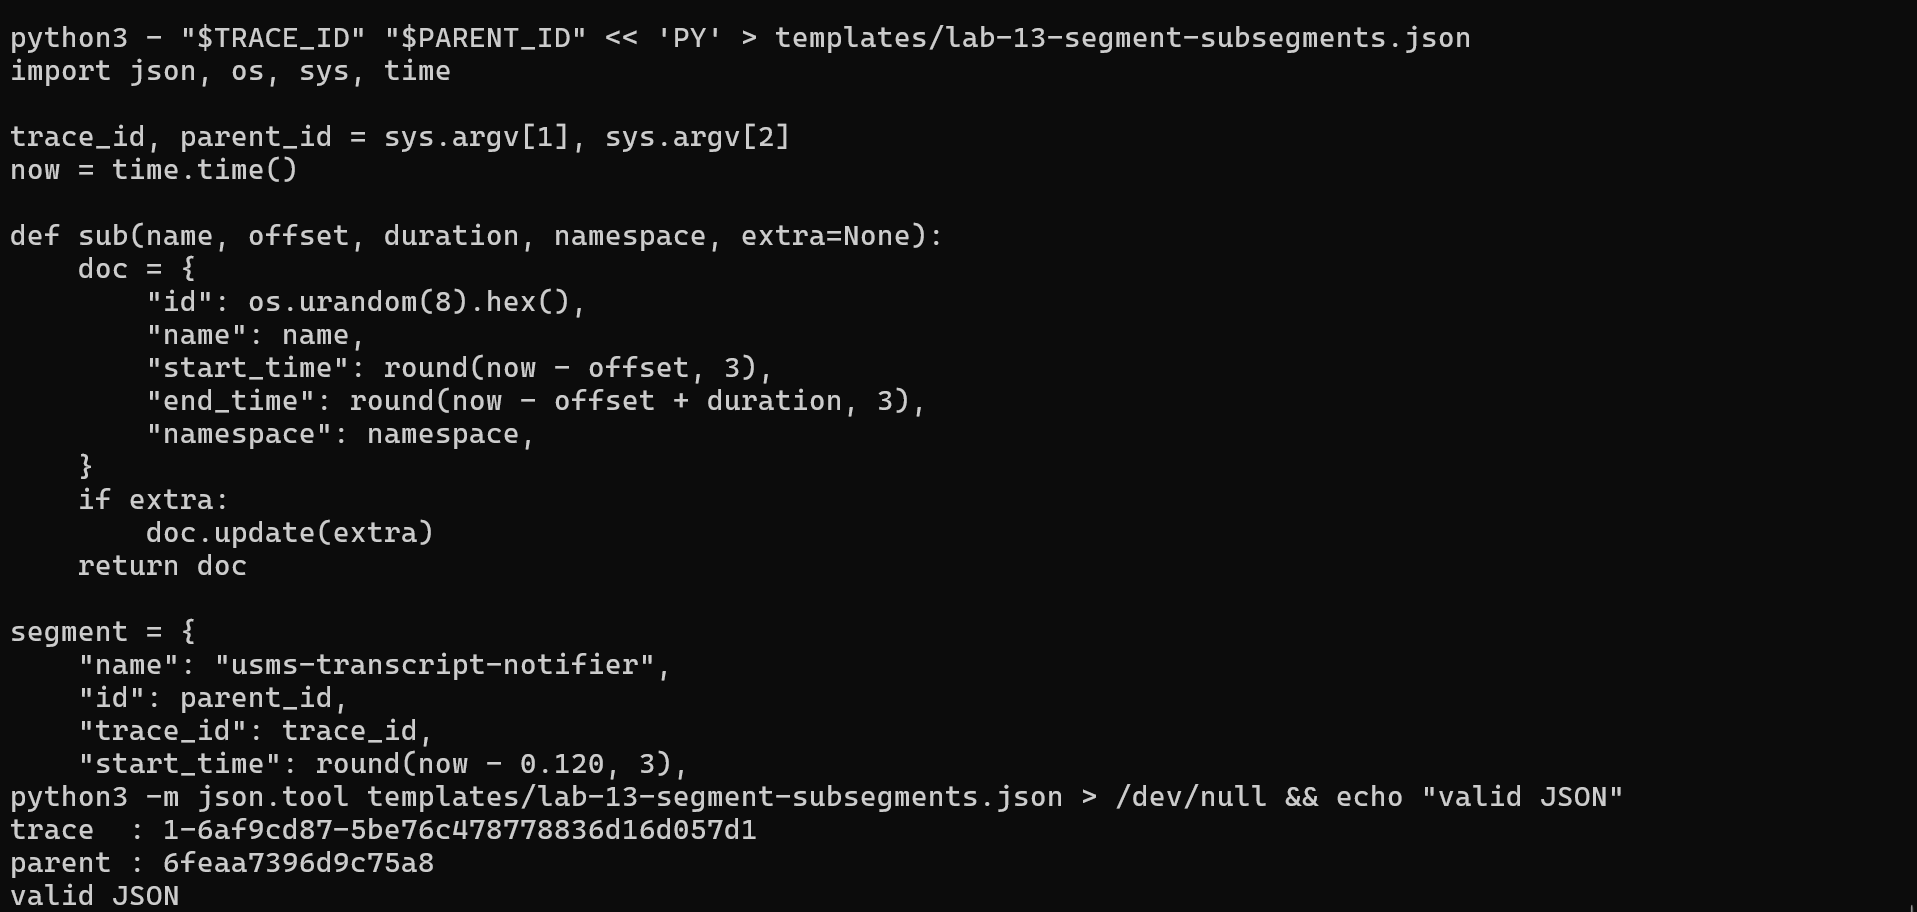 python3 - "$TRACE_ID" "$PARENT_ID" << 'PY' > templates/lab-13-segment-subsegments.json
import json, os, sys, time

trace_id, parent_id = sys.argv[1], sys.argv[2]
now = time.time()

def sub(name, offset, duration, namespace, extra=None):
    doc = {
        "id": os.urandom(8).hex(),
        "name": name,
        "start_time": round(now - offset, 3),
        "end_time": round(now - offset + duration, 3),
        "namespace": namespace,
    }
    if extra:
        doc.update(extra)
    return doc

segment = {
    "name": "usms-transcript-notifier",
    "id": parent_id,
    "trace_id": trace_id,
    "start_time": round(now - 0.120, 3),
python3 -m json.tool templates/lab-13-segment-subsegments.json > /dev/null && echo "valid JSON"
trace  : 1-6af9cd87-5be76c478778836d16d057d1
parent : 6feaa7396d9c75a8
valid JSON